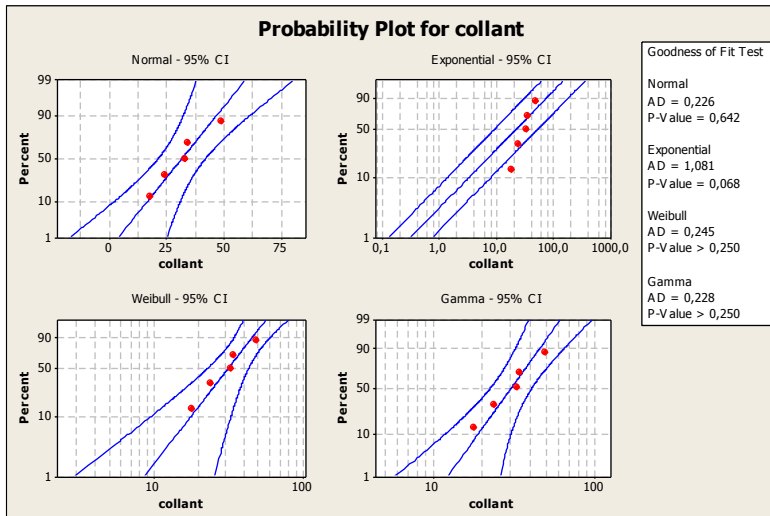 Probability Plot for collant
Normal - 95% CI
Percent
99
90
50
10
1
0 25 50 75
collant
Exponential - 95% CI
Percent
90
50
10
1
0,1 1,0 10,0 100,0 1000,0
collant
Weibull - 95% CI
Percent
90
50
10
1
10 100
collant
Gamma - 95% CI
Percent
99
90
50
10
1
10 100
collant
Goodness of Fit Test
Normal
AD = 0,226
P-Value = 0,642
Exponential
AD = 1,081
P-Value = 0,068
Weibull
AD = 0,245
P-Value > 0,250
Gamma
AD = 0,228
P-Value > 0,250